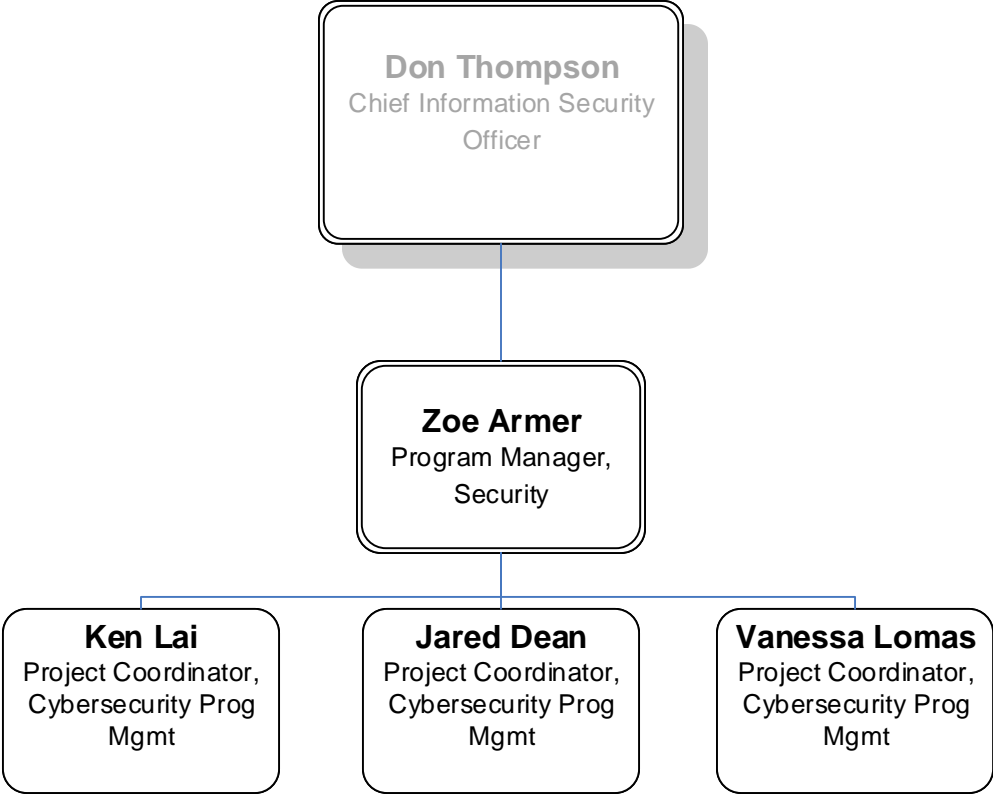 Don Thompson
Chief Information Security
Officer
Zoe Armer
Program Manager,
Security
Ken Lai
Project Coordinator,
Cybersecurity Prog
Mgmt
Jared Dean
Project Coordinator,
Cybersecurity Prog
Mgmt
Vanessa Lomas
Project Coordinator,
Cybersecurity Prog
Mgmt